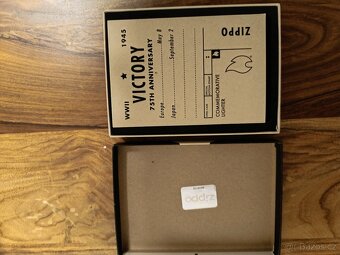 WWII ★ 1945
VICTORY
75TH ANNIVERSARY
Europe May 8
Japan September 2
ZIPPO
COMMEMORATIVE
LIGHTER
zippo